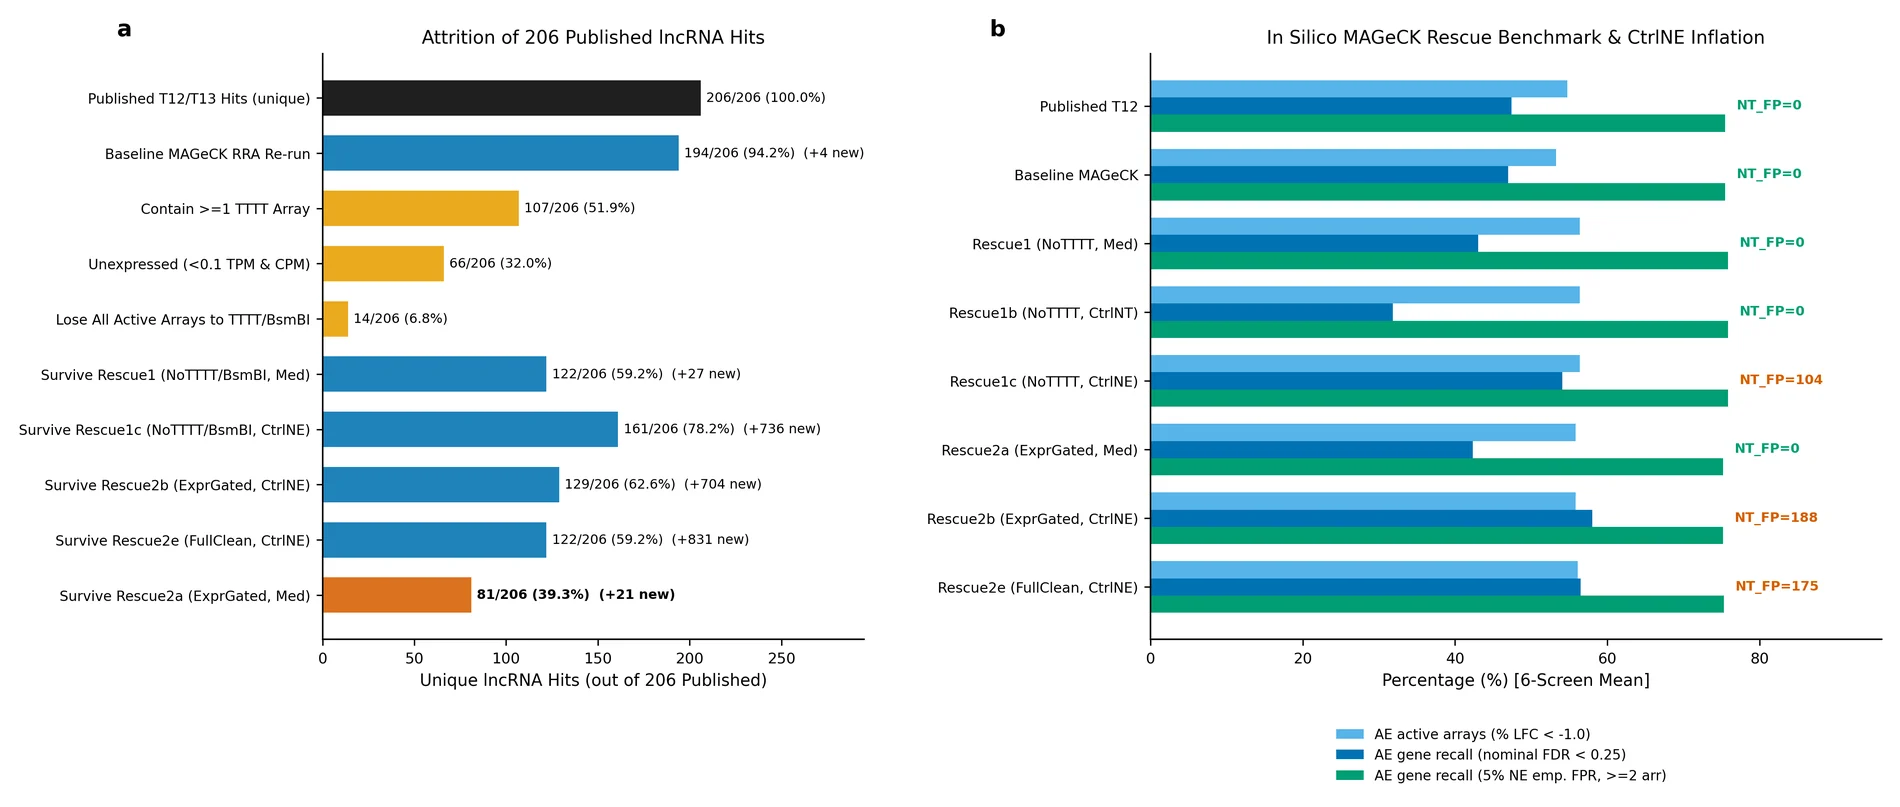 a
Attrition of 206 Published lncRNA Hits
Published T12/T13 Hits (unique) 206/206 (100.0%)
Baseline MAGeCK RRA Re-run 194/206 (94.2%) (+4 new)
Contain >=1 TTTT Array 107/206 (51.9%)
Unexpressed (<0.1 TPM & CPM) 66/206 (32.0%)
Lose All Active Arrays to TTTT/BsmBI 14/206 (6.8%)
Survive Rescue1 (NoTTTT/BsmBI, Med) 122/206 (59.2%) (+27 new)
Survive Rescue1c (NoTTTT/BsmBI, CtrlNE) 161/206 (78.2%) (+736 new)
Survive Rescue2b (ExprGated, CtrlNE) 129/206 (62.6%) (+704 new)
Survive Rescue2e (FullClean, CtrlNE) 122/206 (59.2%) (+831 new)
Survive Rescue2a (ExprGated, Med) 81/206 (39.3%) (+21 new)
0 50 100 150 200 250
Unique lncRNA Hits (out of 206 Published)
b
In Silico MAGeCK Rescue Benchmark & CtrlNE Inflation
Published T12 NT_FP=0
Baseline MAGeCK NT_FP=0
Rescue1 (NoTTTT, Med) NT_FP=0
Rescue1b (NoTTTT, CtrlNT) NT_FP=0
Rescue1c (NoTTTT, CtrlNE) NT_FP=104
Rescue2a (ExprGated, Med) NT_FP=0
Rescue2b (ExprGated, CtrlNE) NT_FP=188
Rescue2e (FullClean, CtrlNE) NT_FP=175
0 20 40 60 80
Percentage (%) [6-Screen Mean]
AE active arrays (% LFC < -1.0)
AE gene recall (nominal FDR < 0.25)
AE gene recall (5% NE emp. FPR, >=2 arr)